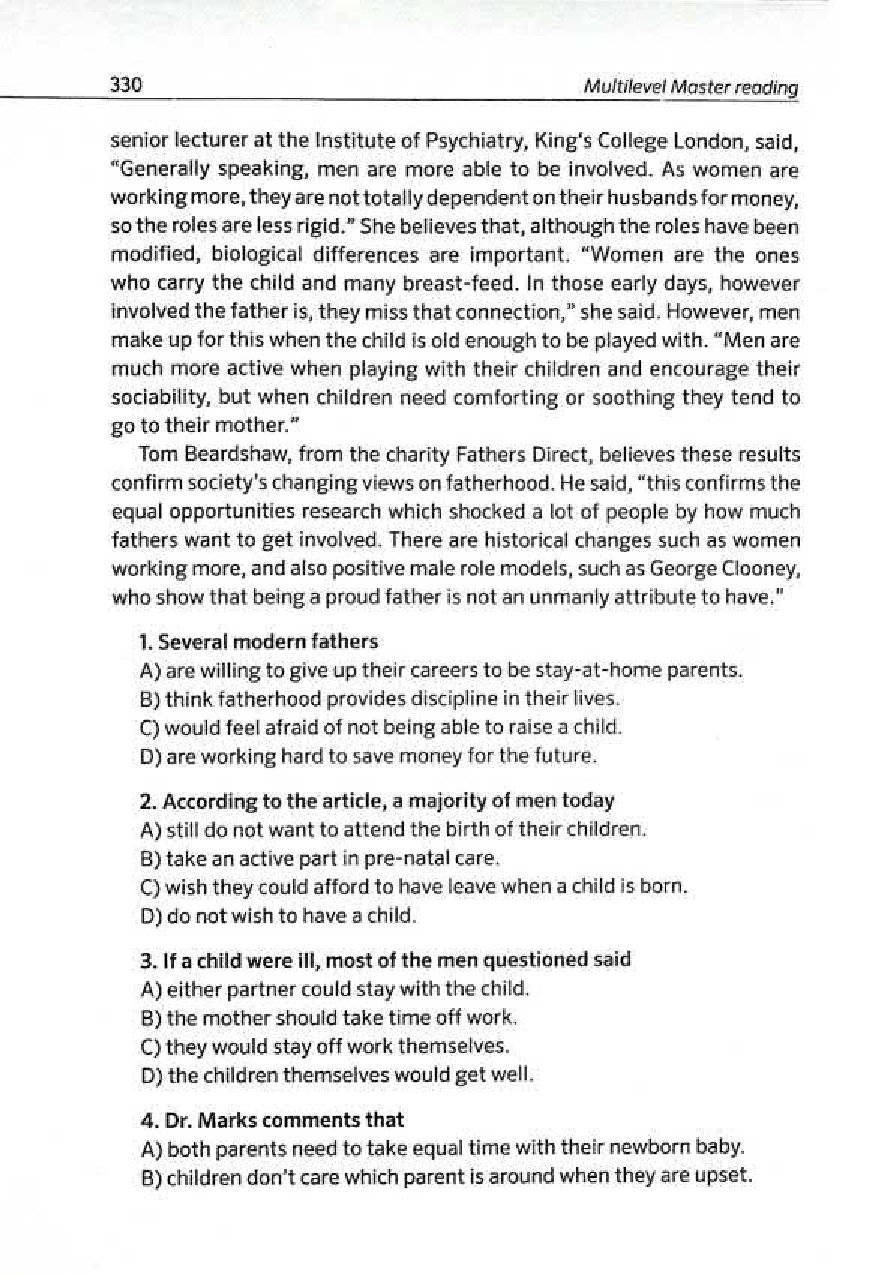 330
Multilevel Master reading
senior lecturer at the Institute of Psychiatry, King's College London, said,
"Generally speaking, men are more able to be involved. As women are
working more, they are not totally dependent on their husbands for money,
so the roles are less rigid." She believes that, although the roles have been
modified, biological differences are important. "Women are the ones
who carry the child and many breast-feed. In those early days, however
involved the father is, they miss that connection," she said. However, men
make up for this when the child is old enough to be played with. "Men are
much more active when playing with their children and encourage their
sociability, but when children need comforting or soothing they tend to
go to their mother."
Tom Beardshaw, from the charity Fathers Direct, believes these results
confirm society's changing views on fatherhood. He said, "this confirms the
equal opportunities research which shocked a lot of people by how much
fathers want to get involved. There are historical changes such as women
working more, and also positive male role models, such as George Clooney,
who show that being a proud father is not an unmanly attribute to have."
1. Several modern fathers
A) are willing to give up their careers to be stay-at-home parents.
B) think fatherhood provides discipline in their lives.
C) would feel afraid of not being able to raise a child.
D) are working hard to save money for the future.
2. According to the article, a majority of men today
A) still do not want to attend the birth of their children.
B) take an active part in pre-natal care.
C) wish they could afford to have leave when a child is born.
D) do not wish to have a child.
3. If a child were ill, most of the men questioned said
A) either partner could stay with the child.
B) the mother should take time off work.
C) they would stay off work themselves.
D) the children themselves would get well.
4. Dr. Marks comments that
A) both parents need to take equal time with their newborn baby.
B) children don't care which parent is around when they are upset.